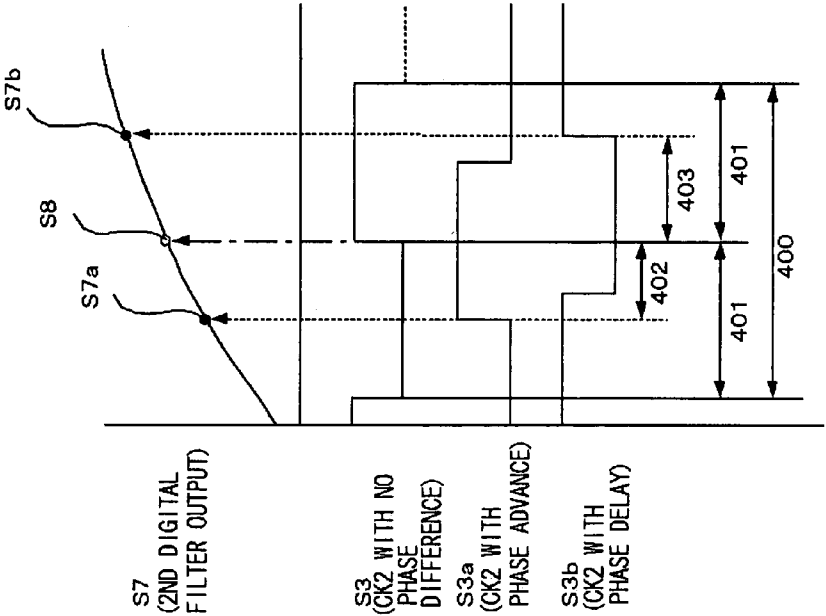 S7b
S8
S7a
S7
(2ND DIGITAL
FILTER OUTPUT)
S3
(CK2 WITH NO
PHASE
DIFFERENCE)
S3a
(CK2 WITH
PHASE ADVANCE)
S3b
(CK2 WITH
PHASE DELAY)
403
401
402
400
401